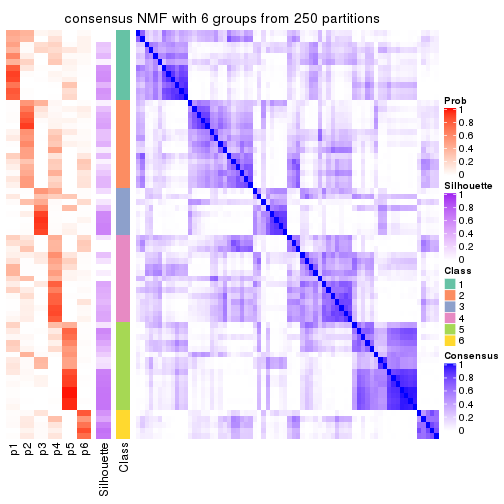 consensus NMF with 6 groups from 250 partitions
Prob
1
0.8
0.6
0.4
0.2
0
Silhouette
1
0.8
0.6
0.4
0.2
0
Class
1
2
3
4
5
6
Consensus
1
0.8
0.6
0.4
0.2
0
p1
p2
p3
p4
p5
p6
Silhouette
Class